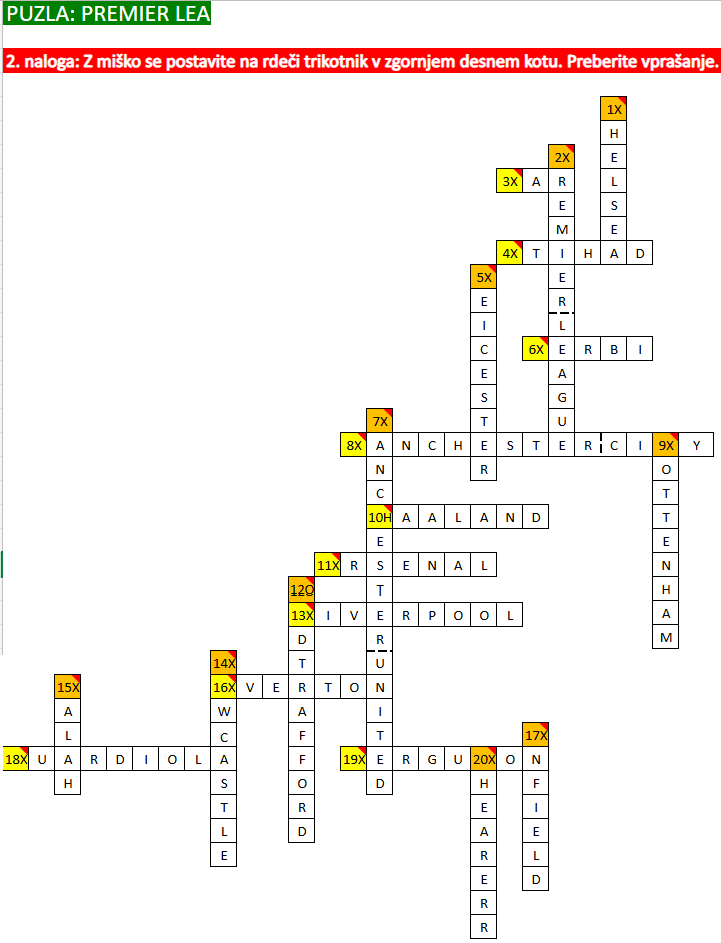 PUZLA: PREMIER LEA
2. naloga: Z miško se postavite na rdeči trikotnik v zgornjem desnem kotu. Preberite vprašanje.
1X
H
2X E
3X A R L
E S
M E
4X T I H A D
5X E
E R
I L
C 6X E R B I
E A
S G
7X T U
8X A N C H E S T E R C I 9X Y
N R O
C T
10H A A L A N D T
E E
11X R S E N A L N
12O T H
13X I V E R P O O L A
D R M
14X T U
15X 16X V E R T O N
A W A I
L C F T 17X
18X U A R D I O L A F 19X E R G U 20X O N
H S O D H F
T R E I
L D A E
E R L
E D
R
R